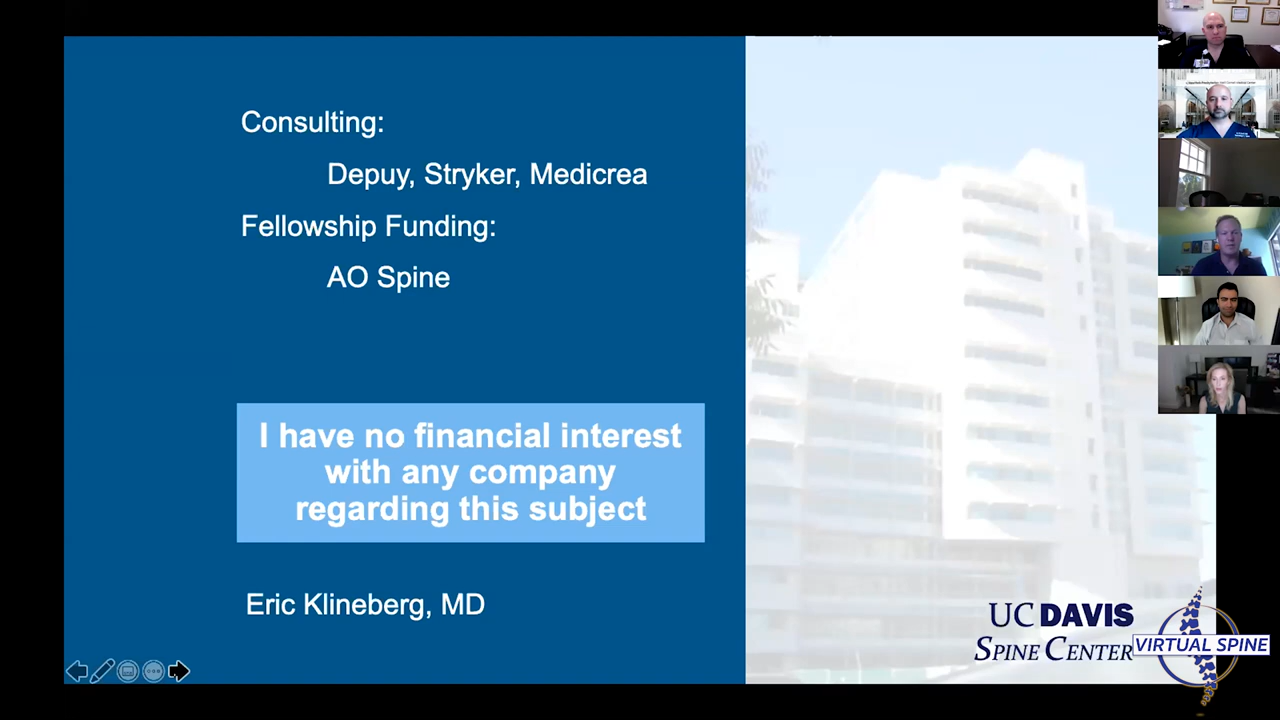 Consulting:
Depuy, Stryker, Medicrea
Fellowship Funding:
AO Spine
I have no financial interest
with any company
regarding this subject
Eric Klineberg, MD
UC DAVIS
SPINE CENTER
VIRTUAL SPINE